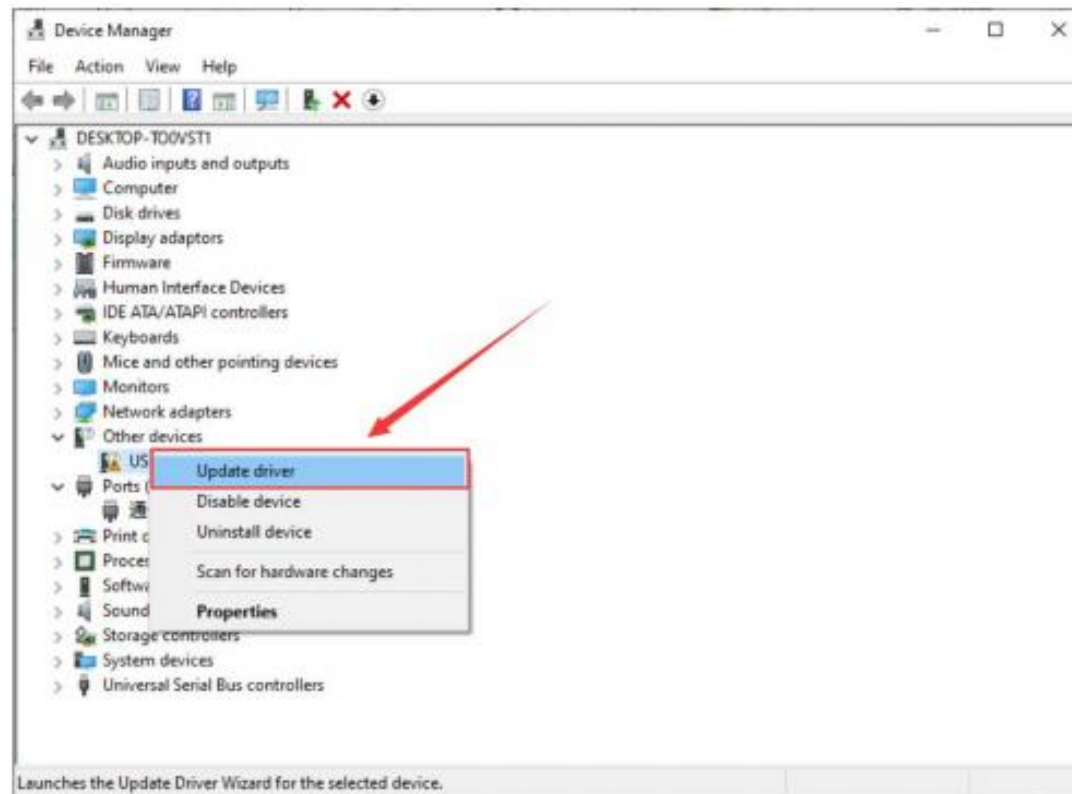 Device Manager
File Action View Help
DESKTOP-TO0VST1
Audio inputs and outputs
Computer
Disk drives
Display adaptors
Firmware
Human Interface Devices
IDE ATA/ATAPI controllers
Keyboards
Mice and other pointing devices
Monitors
Network adapters
Other devices
US
Update driver
Ports (
Disable device
通
Uninstall device
Print c
Proces
Scan for hardware changes
Softwa
Sound
Properties
Storage controllers
System devices
Universal Serial Bus controllers
Launches the Update Driver Wizard for the selected device.